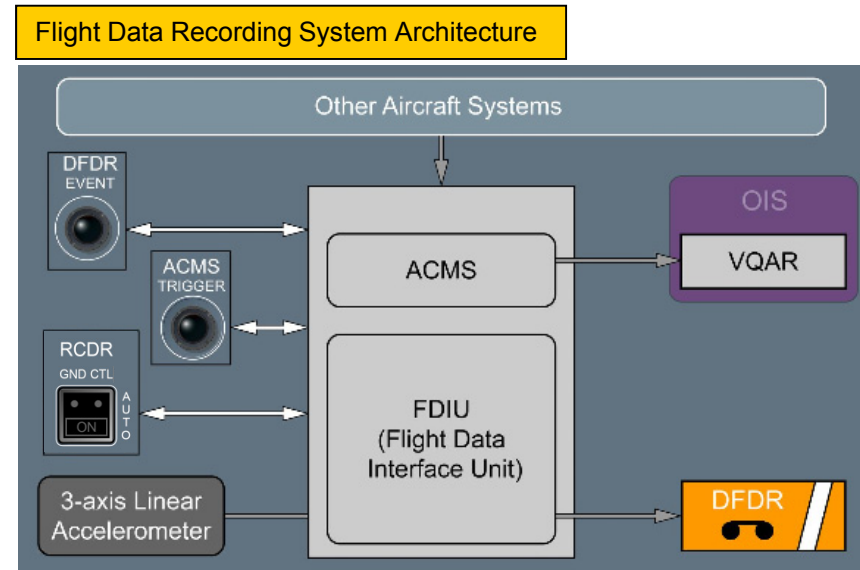 Flight Data Recording System Architecture
Other Aircraft Systems
DFDR
EVENT
ACMS
TRIGGER
RCDR
GND CTL
ON
AUTO
3-axis Linear
Accelerometer
ACMS
FDIU
(Flight Data
Interface Unit)
OIS
VQAR
DFDR